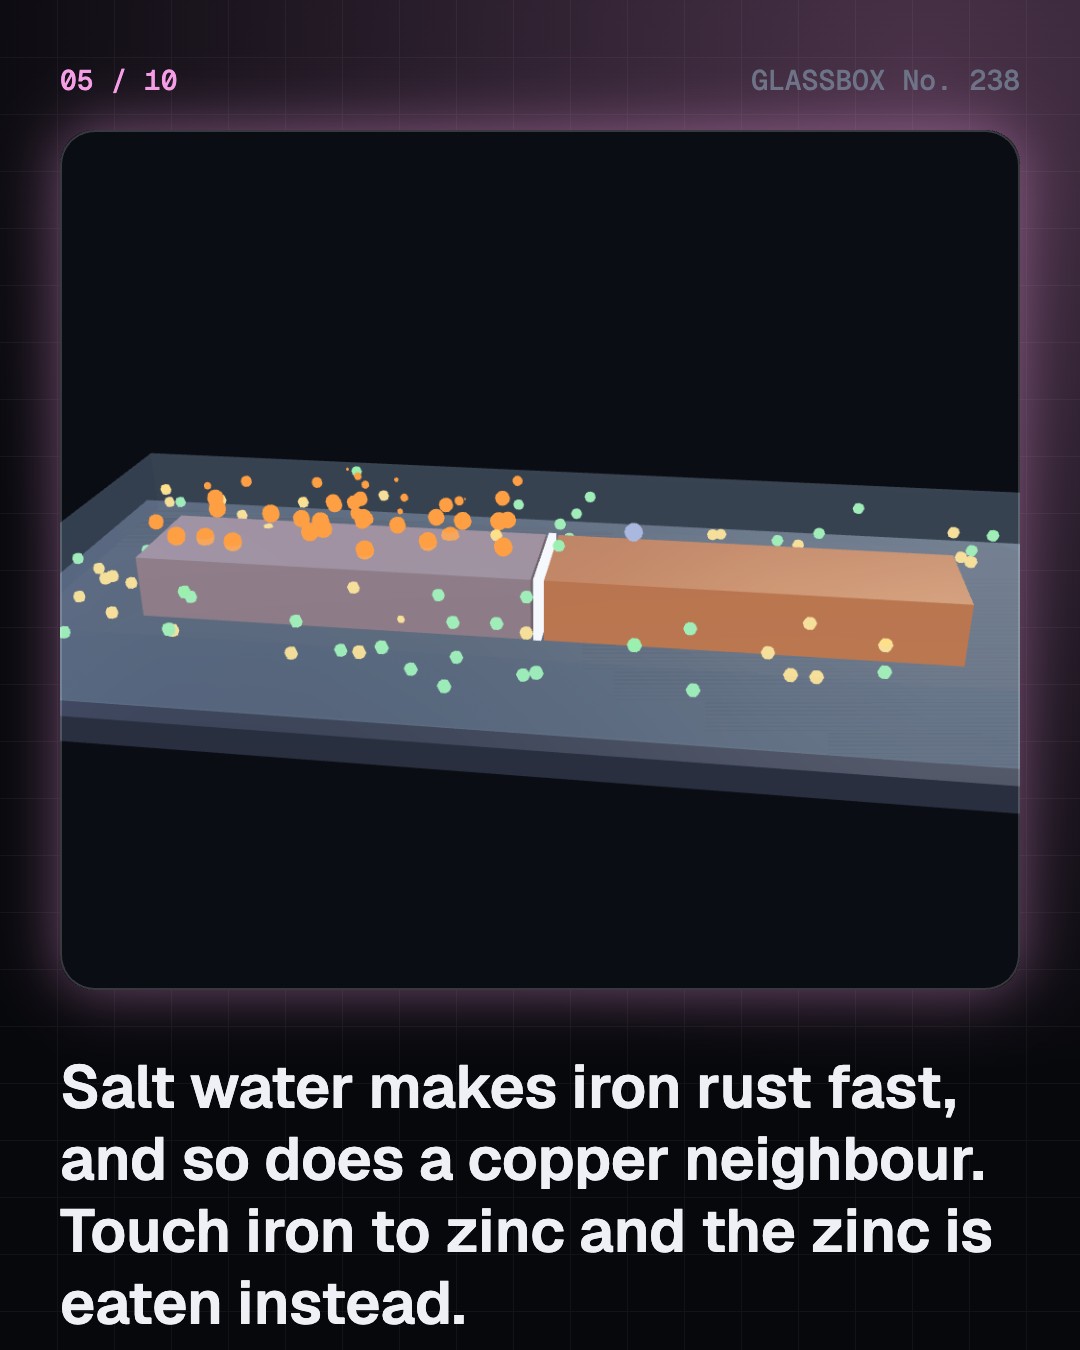 05 / 10
GLASSBOX No. 238
Salt water makes iron rust fast,
and so does a copper neighbour.
Touch iron to zinc and the zinc is
eaten instead.